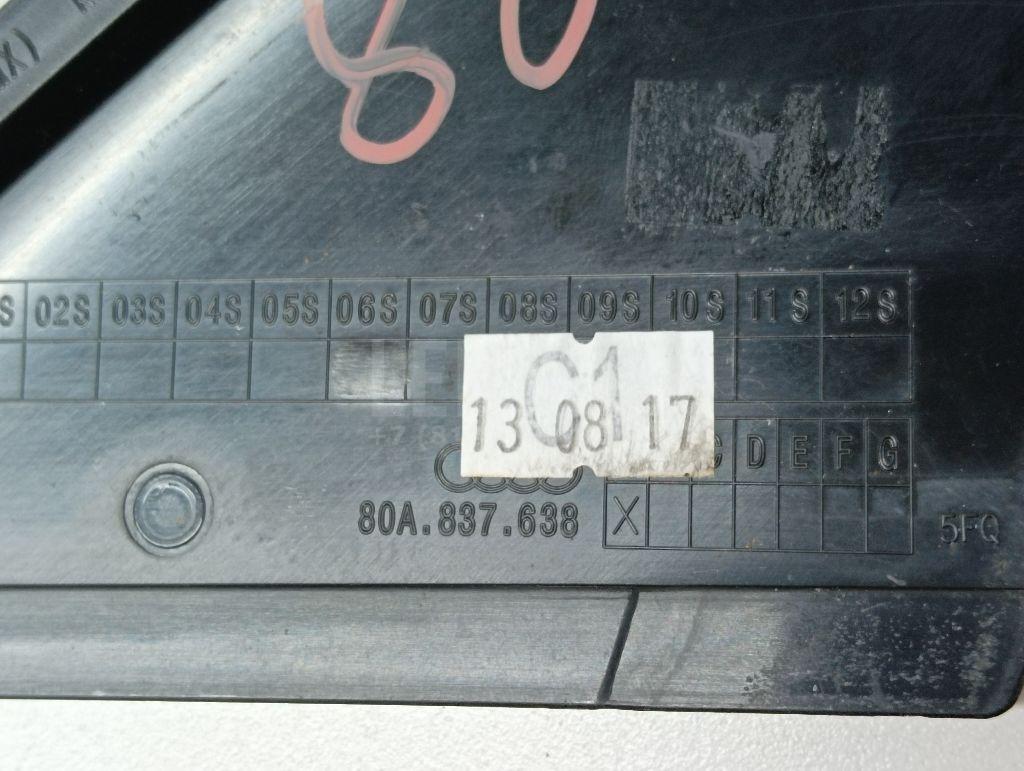 (X)
80
02S 03S 04S 05S 06S 07S 08S 09S 10S 11S 12S
C1
13 08 17
D E F G
80A.837.638
X
5FQ